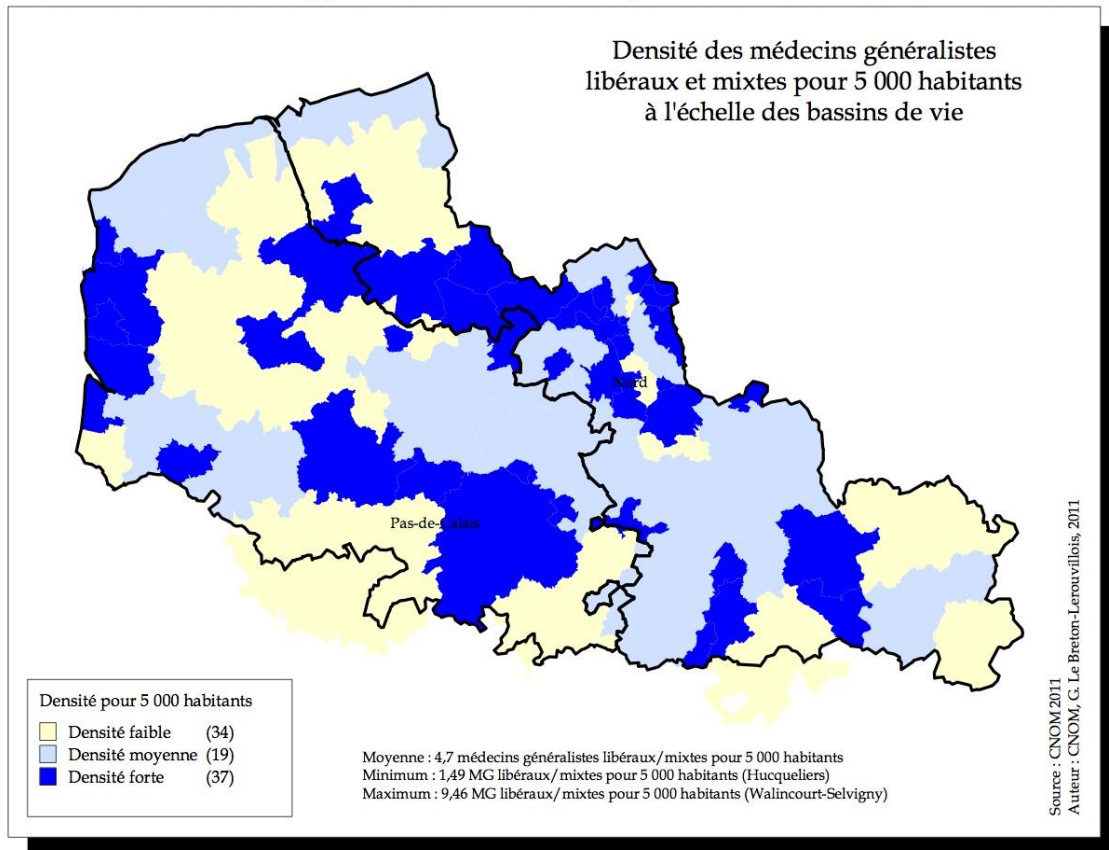 Densité des médecins généralistes
libéraux et mixtes pour 5 000 habitants
à l'échelle des bassins de vie
Nord
Pas-de-Calais
Densité pour 5 000 habitants
Densité faible (34)
Densité moyenne (19)
Densité forte (37)
Moyenne : 4,7 médecins généralistes libéraux/mixtes pour 5 000 habitants
Minimum : 1,49 MG libéraux/mixtes pour 5 000 habitants (Hucqueliers)
Maximum : 9,46 MG libéraux/mixtes pour 5 000 habitants (Walincourt-Selvigny)
Source : CNOM 2011
Auteur : CNOM, G. Le Breton-Lerouvillois, 2011